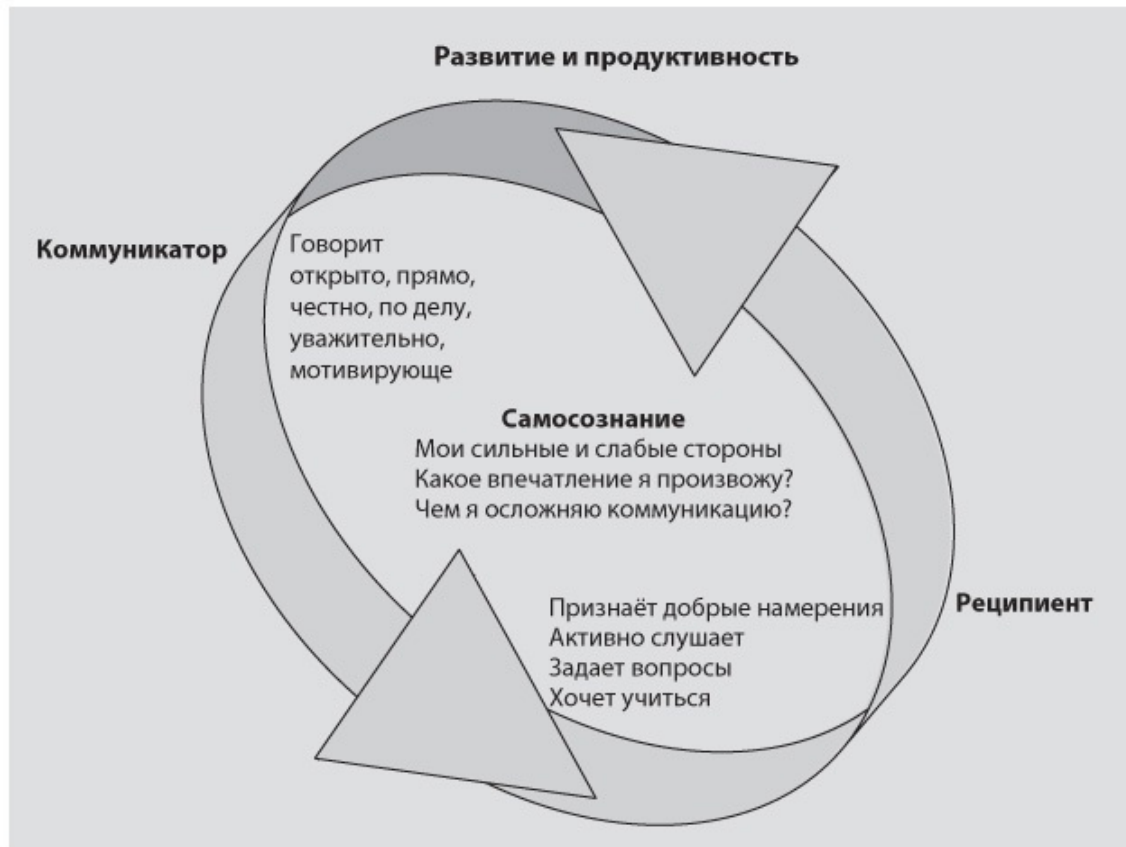 Развитие и продуктивность
Коммуникатор
Говорит
открыто, прямо,
честно, по делу,
уважительно,
мотивирующе
Самосознание
Мои сильные и слабые стороны
Какое впечатление я произвожу?
Чем я осложняю коммуникацию?
Признаёт добрые намерения
Активно слушает
Задает вопросы
Хочет учиться
Реципиент